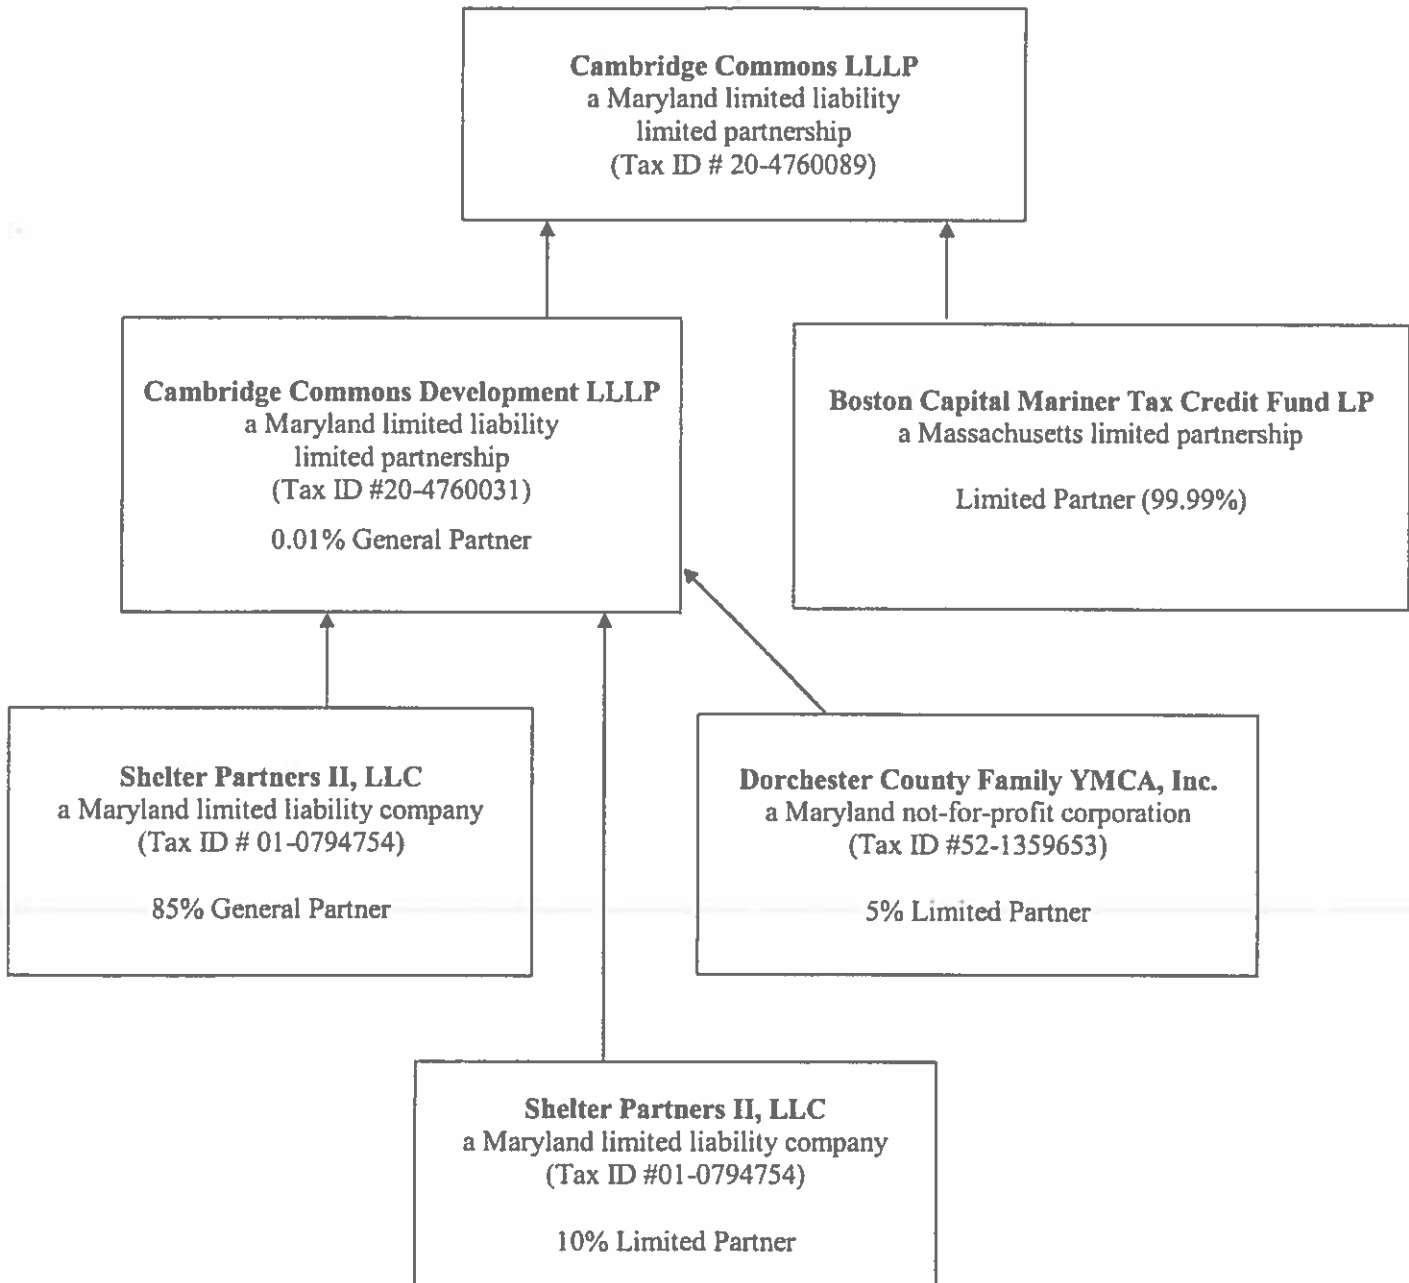 Cambridge Commons LLLP
a Maryland limited liability
limited partnership
(Tax ID # 20-4760089)
Cambridge Commons Development LLLP
a Maryland limited liability
limited partnership
(Tax ID #20-4760031)
0.01% General Partner
Boston Capital Mariner Tax Credit Fund LP
a Massachusetts limited partnership
Limited Partner (99.99%)
Shelter Partners II, LLC
a Maryland limited liability company
(Tax ID # 01-0794754)
85% General Partner
Dorchester County Family YMCA, Inc.
a Maryland not-for-profit corporation
(Tax ID #52-1359653)
5% Limited Partner
Shelter Partners II, LLC
a Maryland limited liability company
(Tax ID #01-0794754)
10% Limited Partner